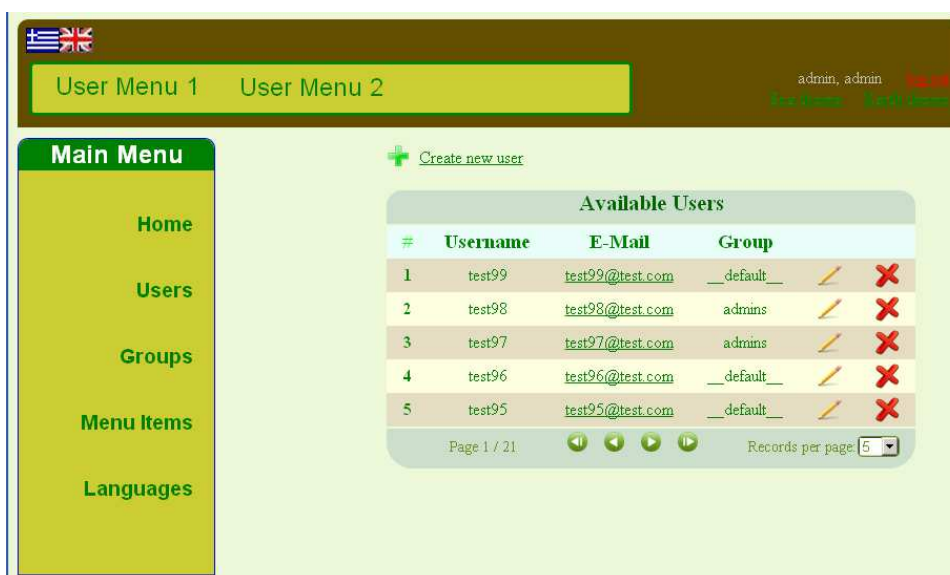 User Menu 1 User Menu 2
admin, admin
Main Menu
Home
Users
Groups
Menu Items
Languages
Create new user
Available Users
# Username E-Mail Group
1 test99 test99@test.com __default__
2 test98 test98@test.com admins
3 test97 test97@test.com admins
4 test96 test96@test.com __default__
5 test95 test95@test.com __default__
Page 1 / 21 Records per page: 5